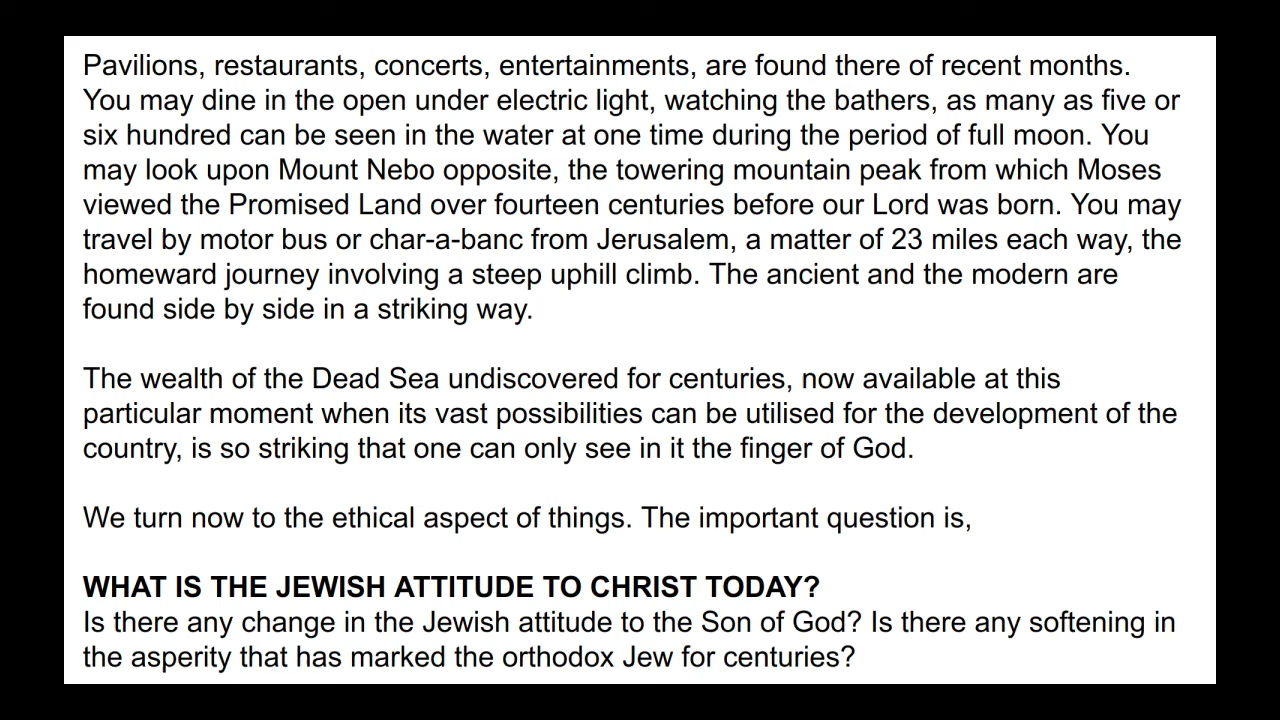 Pavilions, restaurants, concerts, entertainments, are found there of recent months.
You may dine in the open under electric light, watching the bathers, as many as five or
six hundred can be seen in the water at one time during the period of full moon. You
may look upon Mount Nebo opposite, the towering mountain peak from which Moses
viewed the Promised Land over fourteen centuries before our Lord was born. You may
travel by motor bus or char-a-banc from Jerusalem, a matter of 23 miles each way, the
homeward journey involving a steep uphill climb. The ancient and the modern are
found side by side in a striking way.
The wealth of the Dead Sea undiscovered for centuries, now available at this
particular moment when its vast possibilities can be utilised for the development of the
country, is so striking that one can only see in it the finger of God.
We turn now to the ethical aspect of things. The important question is,
WHAT IS THE JEWISH ATTITUDE TO CHRIST TODAY?
Is there any change in the Jewish attitude to the Son of God? Is there any softening in
the asperity that has marked the orthodox Jew for centuries?